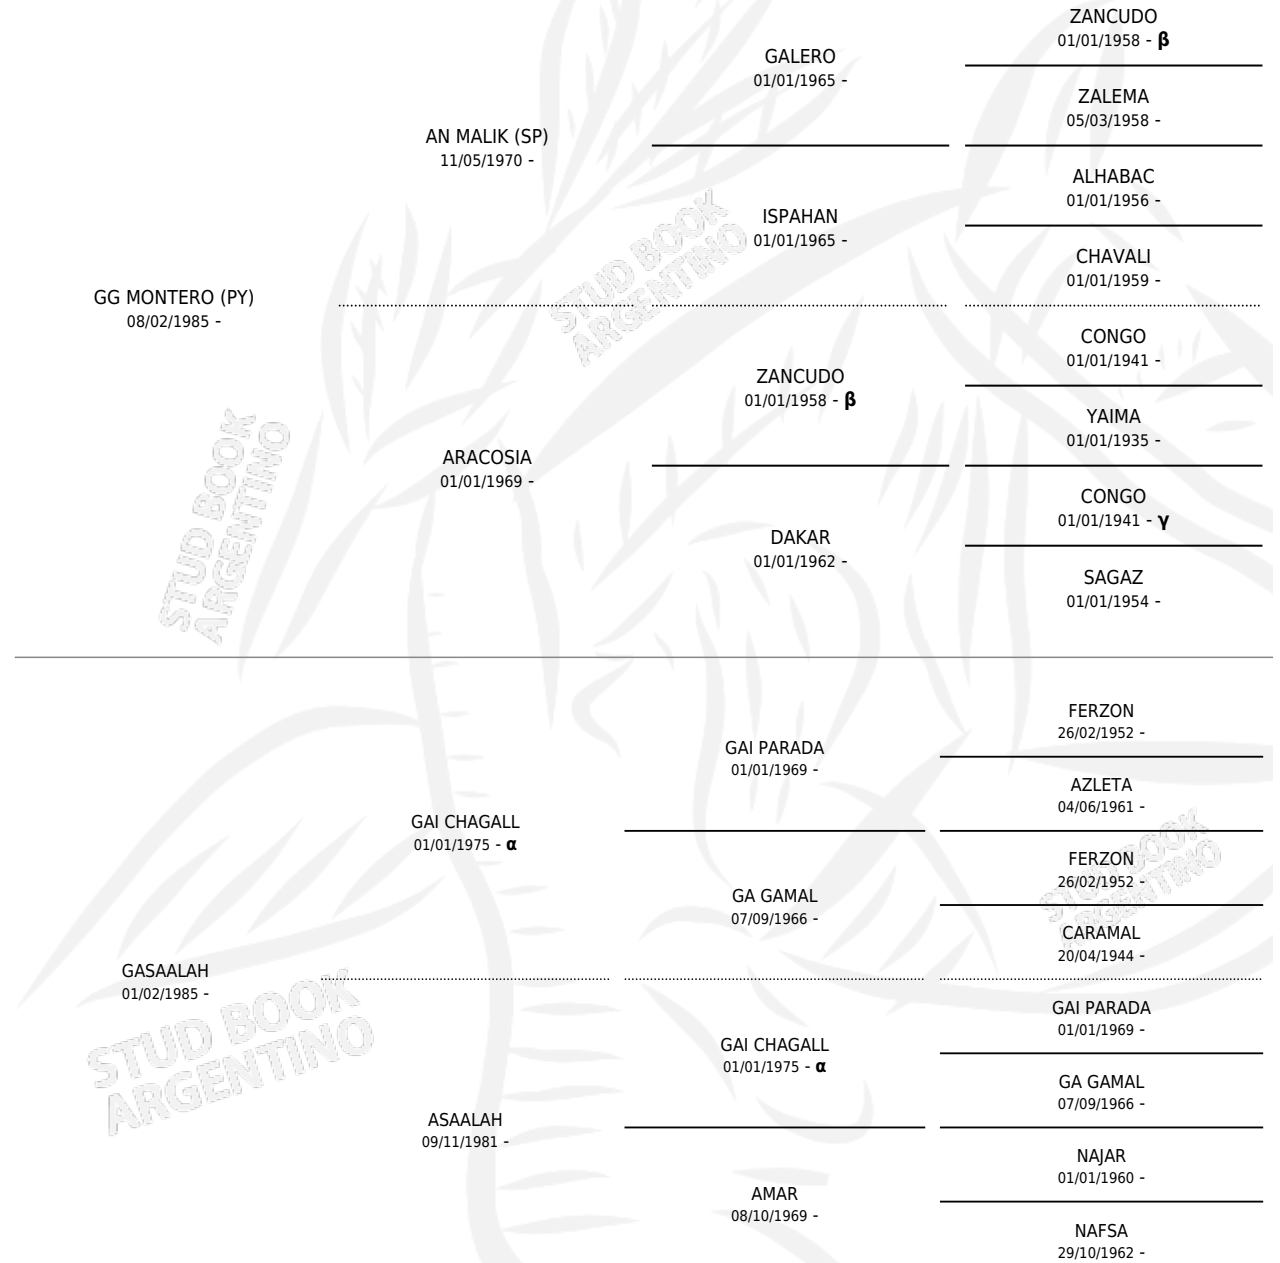 ZANCUDO
01/01/1958 - β
GALERO
01/01/1965 -
ZALEMA
05/03/1958 -
AN MALIK (SP)
11/05/1970 -
ALHABAC
01/01/1956 -
ISPAHAN
01/01/1965 -
CHAVALI
01/01/1959 -
GG MONTERO (PY)
08/02/1985 -
CONGO
01/01/1941 -
ZANCUDO
01/01/1958 - β
YAIMA
01/01/1935 -
ARACOSIA
01/01/1969 -
CONGO
01/01/1941 - γ
DAKAR
01/01/1962 -
SAGAZ
01/01/1954 -
FERZON
26/02/1952 -
GAI PARADA
01/01/1969 -
AZLETA
04/06/1961 -
GAI CHAGALL
01/01/1975 - α
FERZON
26/02/1952 -
GA GAMAL
07/09/1966 -
CARAMAL
20/04/1944 -
GASAALAH
01/02/1985 -
GAI PARADA
01/01/1969 -
GAI CHAGALL
01/01/1975 - α
GA GAMAL
07/09/1966 -
ASAALAH
09/11/1981 -
NAJAR
01/01/1960 -
AMAR
08/10/1969 -
NAFSA
29/10/1962 -
STUD BOOK
ARGENTINO
STUD BOOK
ARGENTINO
STUD BOOK
ARGENTINO
STUD BOOK
ARGENTINO